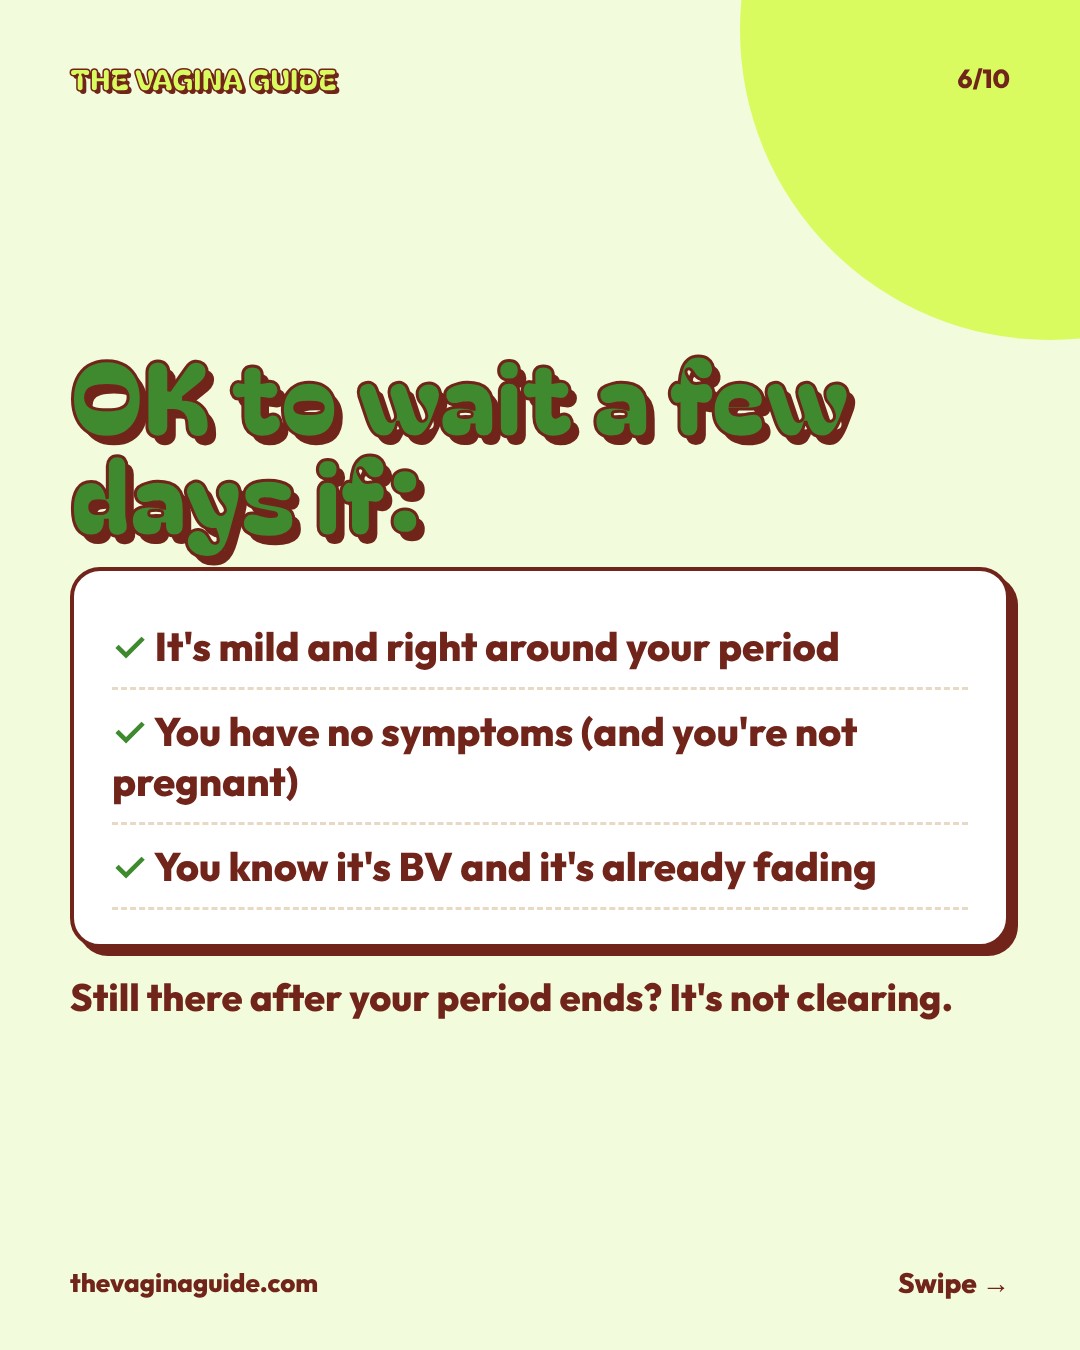 THE VAGINA GUIDE
6/10
OK to wait a few
days if:
✓ It's mild and right around your period
✓ You have no symptoms (and you're not
pregnant)
✓ You know it's BV and it's already fading
Still there after your period ends? It's not clearing.
thevaginaguide.com
Swipe →